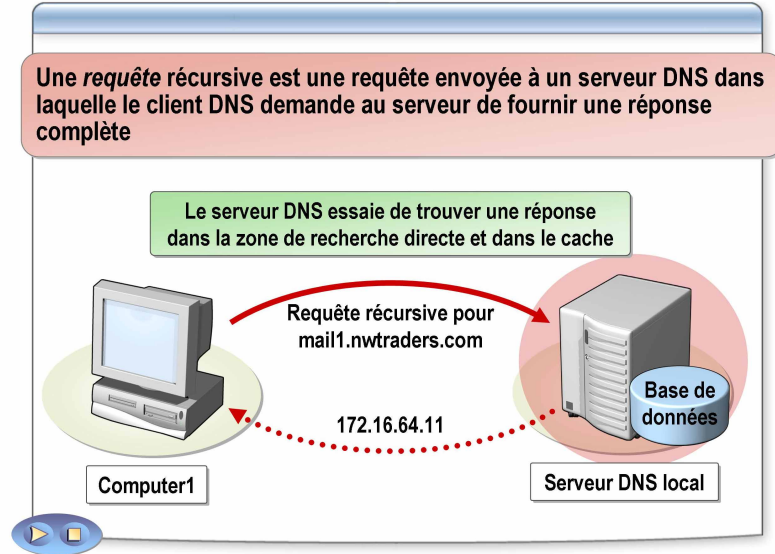 Une requête récursive est une requête envoyée à un serveur DNS dans
laquelle le client DNS demande au serveur de fournir une réponse
complète
Le serveur DNS essaie de trouver une réponse
dans la zone de recherche directe et dans le cache
Requête récursive pour
mail1.nwtraders.com
Base de
données
172.16.64.11
Computer1
Serveur DNS local